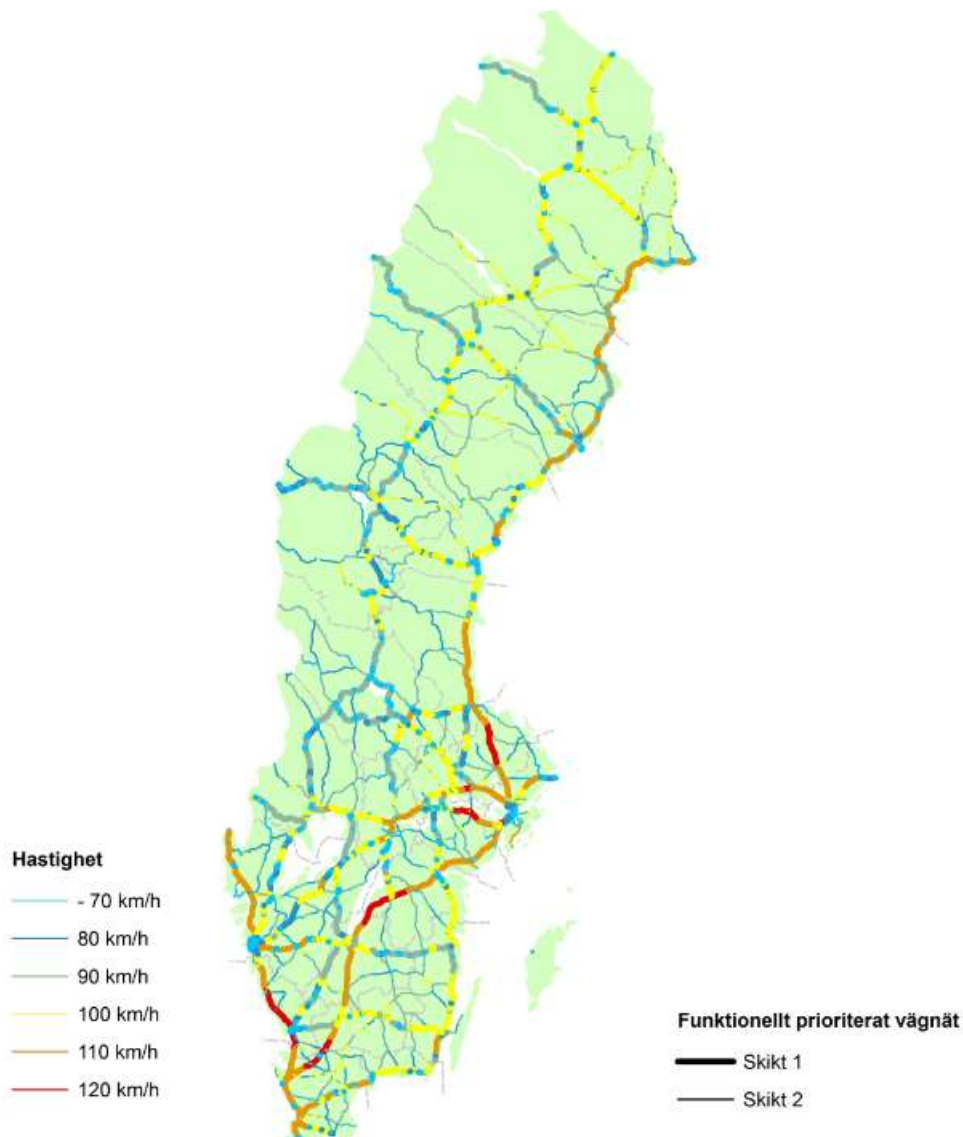 Hastighet
- 70 km/h
80 km/h
90 km/h
100 km/h
110 km/h
120 km/h
Funktionellt prioriterat vägnät
Skikt 1
Skikt 2